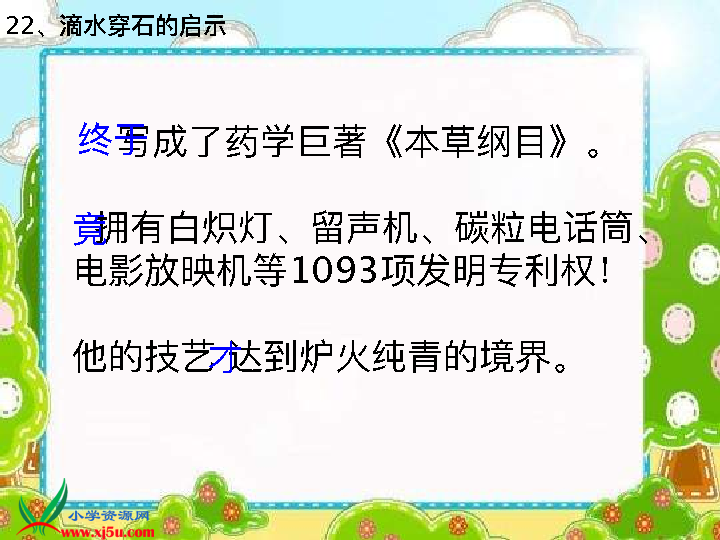 22、滴水穿石的启示
终于写成了药学巨著《本草纲目》。
竟拥有白炽灯、留声机、碳粒电话筒、
电影放映机等1093项发明专利权！
他的技艺才达到炉火纯青的境界。
小学资源网
www.xj5u.com